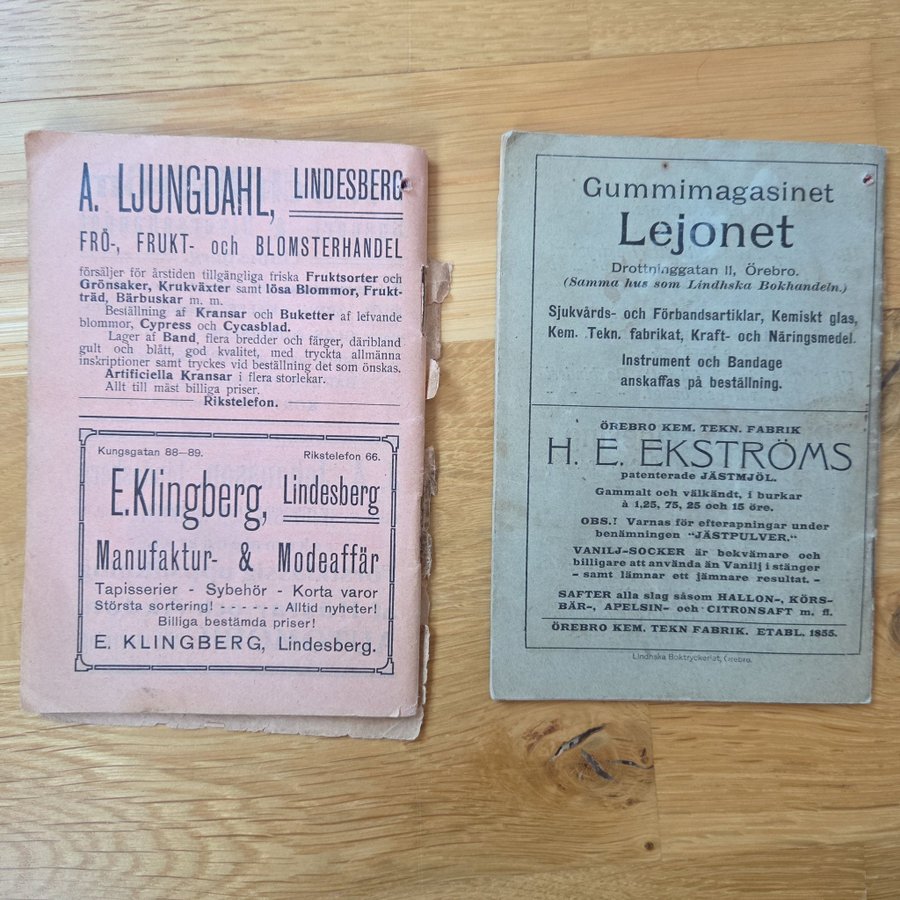 A. LJUNGDAHL, LINDESBERG
FRÖ-, FRUKT- och BLOMSTERHANDEL
försäljer för årstiden tillgängliga friska Fruktsorter och
Grönsaker, Krukväxter samt lösa Blommor, Frukt-
träd, Bärbuskar m. m.
Beställning af Kransar och Buketter af lefvande
blommor, Cypress och Cycasblad.
Lager af Band, flera bredder och färger, däribland
gult och blått, god kvalitet, med tryckta allmänna
inskriptioner samt tryckes vid beställning det som önskas.
Artificiella Kransar i flera storlekar.
Allt till mäst billiga priser.
Rikstelefon.
Kungsgatan 88—89. Rikstelefon 66.
E. Klingberg, Lindesberg
Manufaktur- & Modeaffär
Tapisserier - Sybehör - Korta varor
Största sortering! - - - - - - Alltid nyheter!
Billiga bestämda priser!
E. KLINGBERG, Lindesberg.
Gummimagasinet
Lejonet
Drottninggatan 11, Örebro.
(Samma hus som Lindhska Bokhandeln.)
Sjukvårds- och Förbandsartiklar, Kemiskt glas,
Kem. Tekn. fabrikat, Kraft- och Näringsmedel.
Instrument och Bandage
anskaffas på beställning.
ÖREBRO KEM. TEKN. FABRIK
H. E. EKSTRÖMS
patenterade JÄSTMJÖL.
Gammalt och välkändt, i burkar
à 1,25, 75, 25 och 15 öre.
OBS.! Varnas för efterapningar under
benämningen "JÄSTPULVER."
VANILJ-SOCKER är bekvämare och
billigare att använda än Vanilj i stänger
- samt lämnar ett jämnare resultat. -
SAFTER alla slag såsom HALLON-, KÖRS-
BÄR-, APELSIN- och CITRONSAFT m. fl.
ÖREBRO KEM. TEKN FABRIK. ETABL. 1855.
Lindhska Boktryckeriet, Örebro.